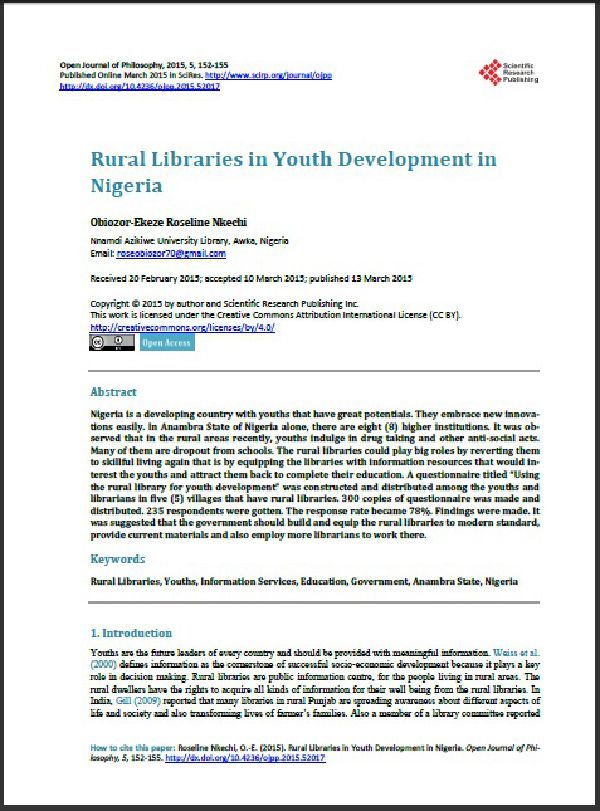 Open Journal of Philosophy, 2015, 5, 152-155
Published Online March 2015 in SciRes. http://www.scirp.org/journal/ojpp
http://dx.doi.org/10.4236/ojpp.2015.52017
Scientific
Research
Publishing
Rural Libraries in Youth Development in
Nigeria
Obiozor-Ekeze Roseline Nkechi
Nnamdi Azikiwe University Library, Awka, Nigeria
Email: roseobiozor70@gmail.com
Received 20 February 2015; accepted 10 March 2015; published 13 March 2015
Copyright © 2015 by author and Scientific Research Publishing Inc.
This work is licensed under the Creative Commons Attribution International License (CC BY).
http://creativecommons.org/licenses/by/4.0/
cc BY Open Access
Abstract
Nigeria is a developing country with youths that have great potentials. They embrace new innova-
tions easily. In Anambra State of Nigeria alone, there are eight (8) higher institutions. It was ob-
served that in the rural areas recently, youths indulge in drug taking and other anti-social acts.
Many of them are dropout from schools. The rural libraries could play big roles by reverting them
to skillful living again that is by equipping the libraries with information resources that would in-
terest the youths and attract them back to complete their education. A questionnaire titled “Using
the rural library for youth development” was constructed and distributed among the youths and
librarians in five (5) villages that have rural libraries. 300 copies of questionnaire was made and
distributed. 235 respondents were gotten. The response rate became 78%. Findings were made. It
was suggested that the government should build and equip the rural libraries to modern standard,
provide current materials and also employ more librarians to work there.
Keywords
Rural Libraries, Youths, Information Services, Education, Government, Anambra State, Nigeria
1. Introduction
Youths are the future leaders of every country and should be provided with meaningful information. Weiss et al.
(2000) defines information as the cornerstone of successful socio-economic development because it plays a key
role in decision making. Rural libraries are public information centre, for the people living in rural areas. The
rural dwellers have the rights to acquire all kinds of information for their well being from the rural libraries. In
India, Gill (2009) reported that many libraries in rural Punjab are spreading awareness about different aspects of
life and society and also transforming lives of farmer’s families. Also a member of a library committee reported
How to cite this paper: Roseline Nkechi, O.-E. (2015). Rural Libraries in Youth Development in Nigeria. Open Journal of Phi-
losophy, 5, 152-155. http://dx.doi.org/10.4236/ojpp.2015.52017